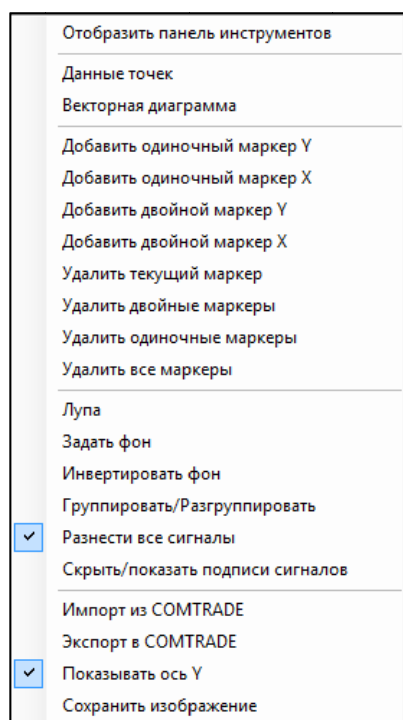 Отобразить панель инструментов
Данные точек
Векторная диаграмма
Добавить одиночный маркер Y
Добавить одиночный маркер X
Добавить двойной маркер Y
Добавить двойной маркер X
Удалить текущий маркер
Удалить двойные маркеры
Удалить одиночные маркеры
Удалить все маркеры
Лупа
Задать фон
Инвертировать фон
Группировать/Разгруппировать
Разнести все сигналы
Скрыть/показать подписи сигналов
Импорт из COMTRADE
Экспорт в COMTRADE
Показывать ось Y
Сохранить изображение